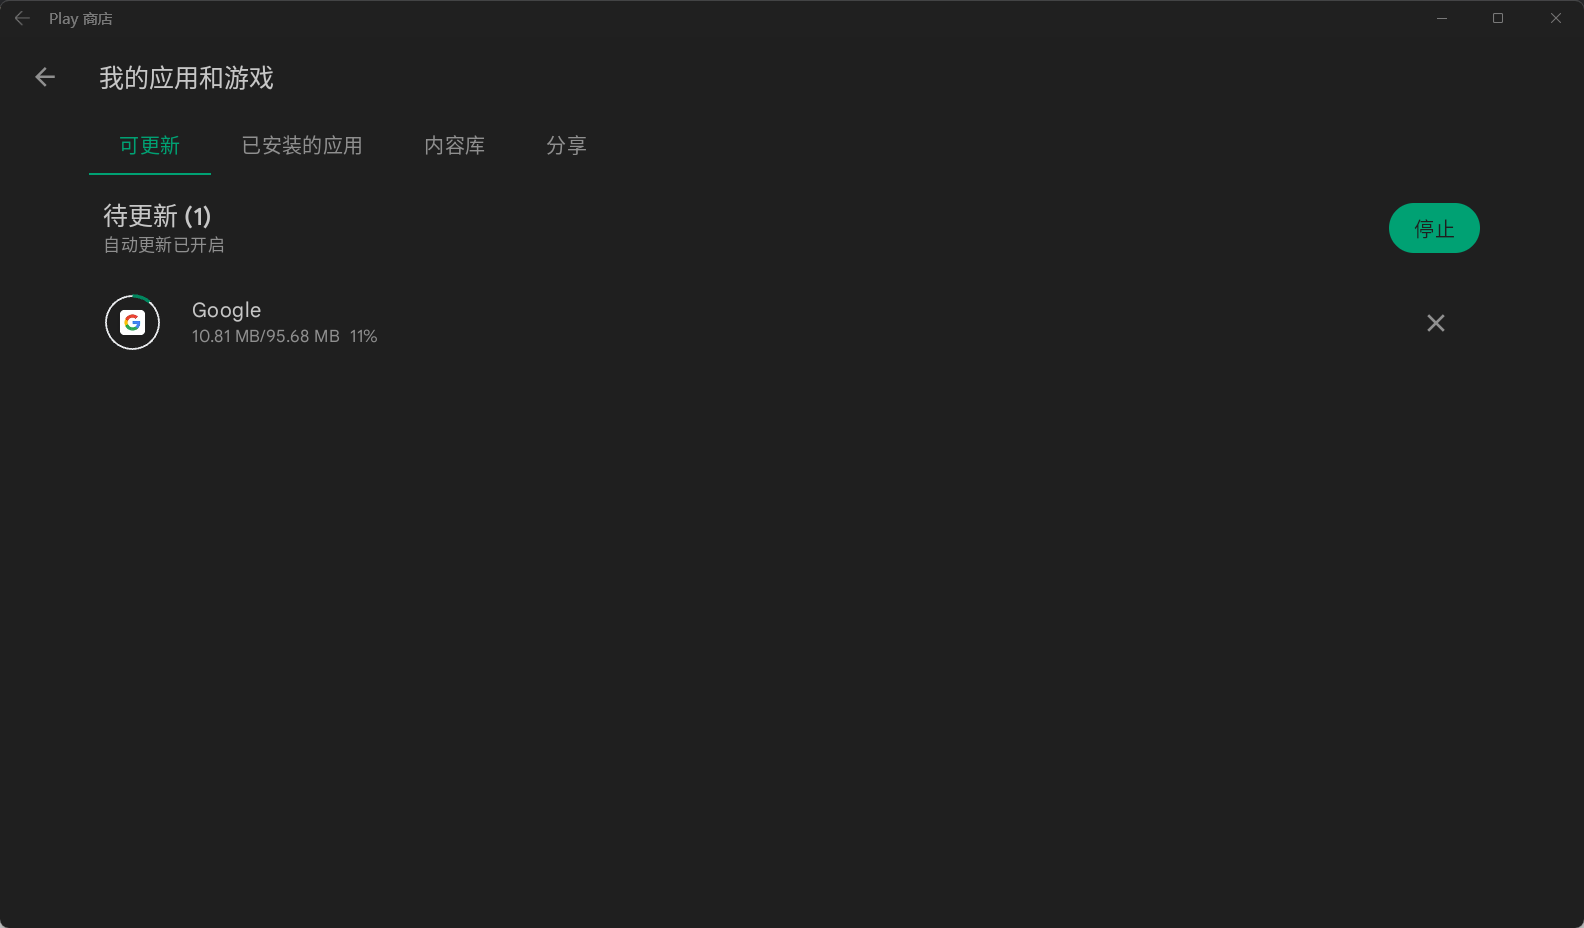 Play 商店
我的应用和游戏
可更新 已安装的应用 内容库 分享
待更新 (1)
自动更新已开启
停止
Google
10.81 MB/95.68 MB 11%